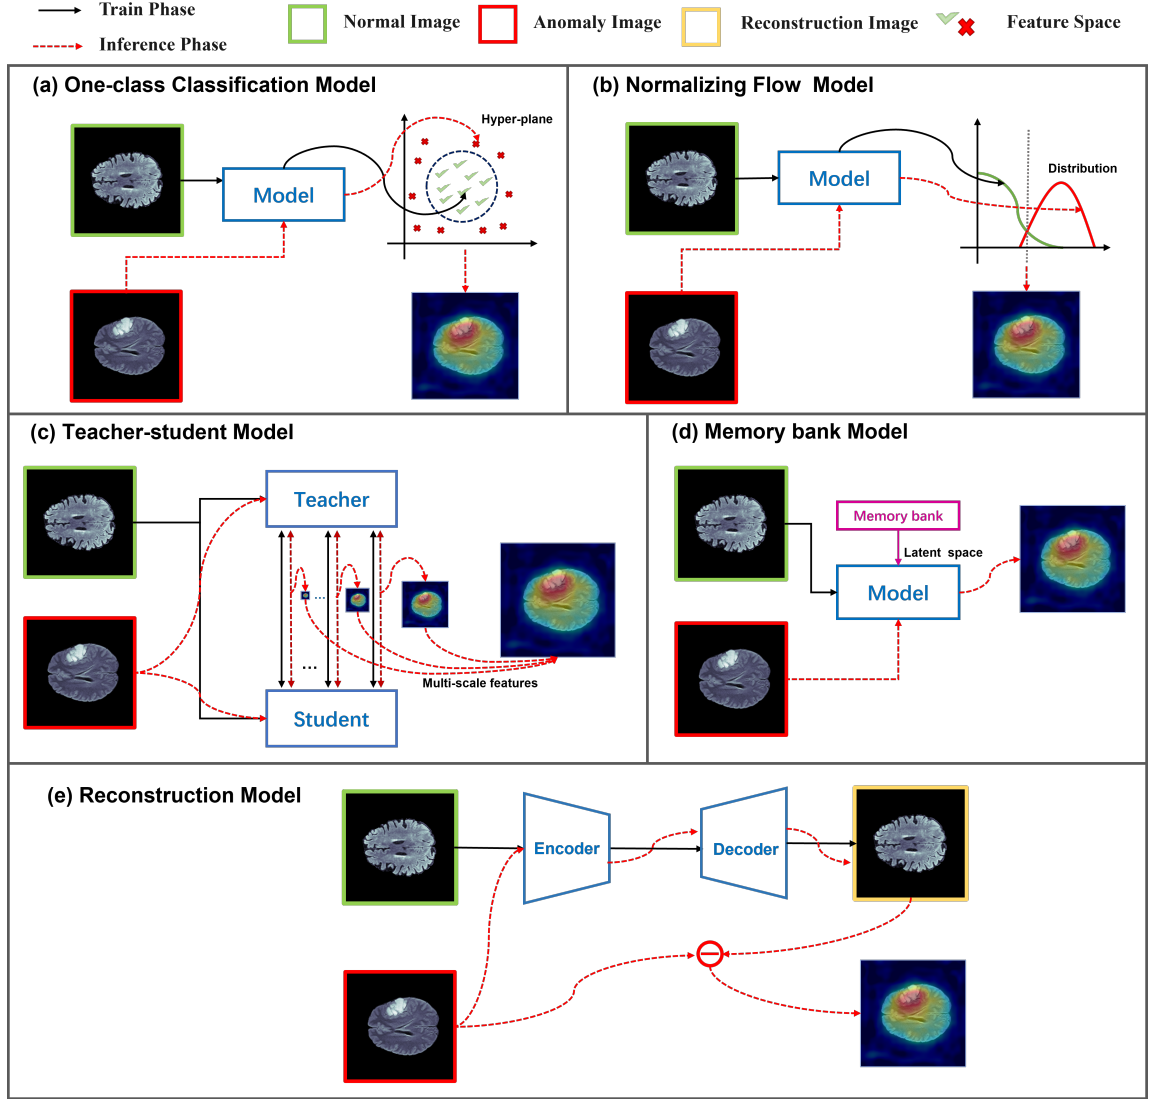 Train Phase
Inference Phase
Normal Image
Anomaly Image
Reconstruction Image
Feature Space
(a) One-class Classification Model
Hyper-plane
Model
(b) Normalizing Flow  Model
Model
Distribution
(c) Teacher-student Model
Teacher
...
...
Multi-scale features
Student
(d) Memory bank Model
Memory bank
Latent  space
Model
(e) Reconstruction Model
Encoder
Decoder